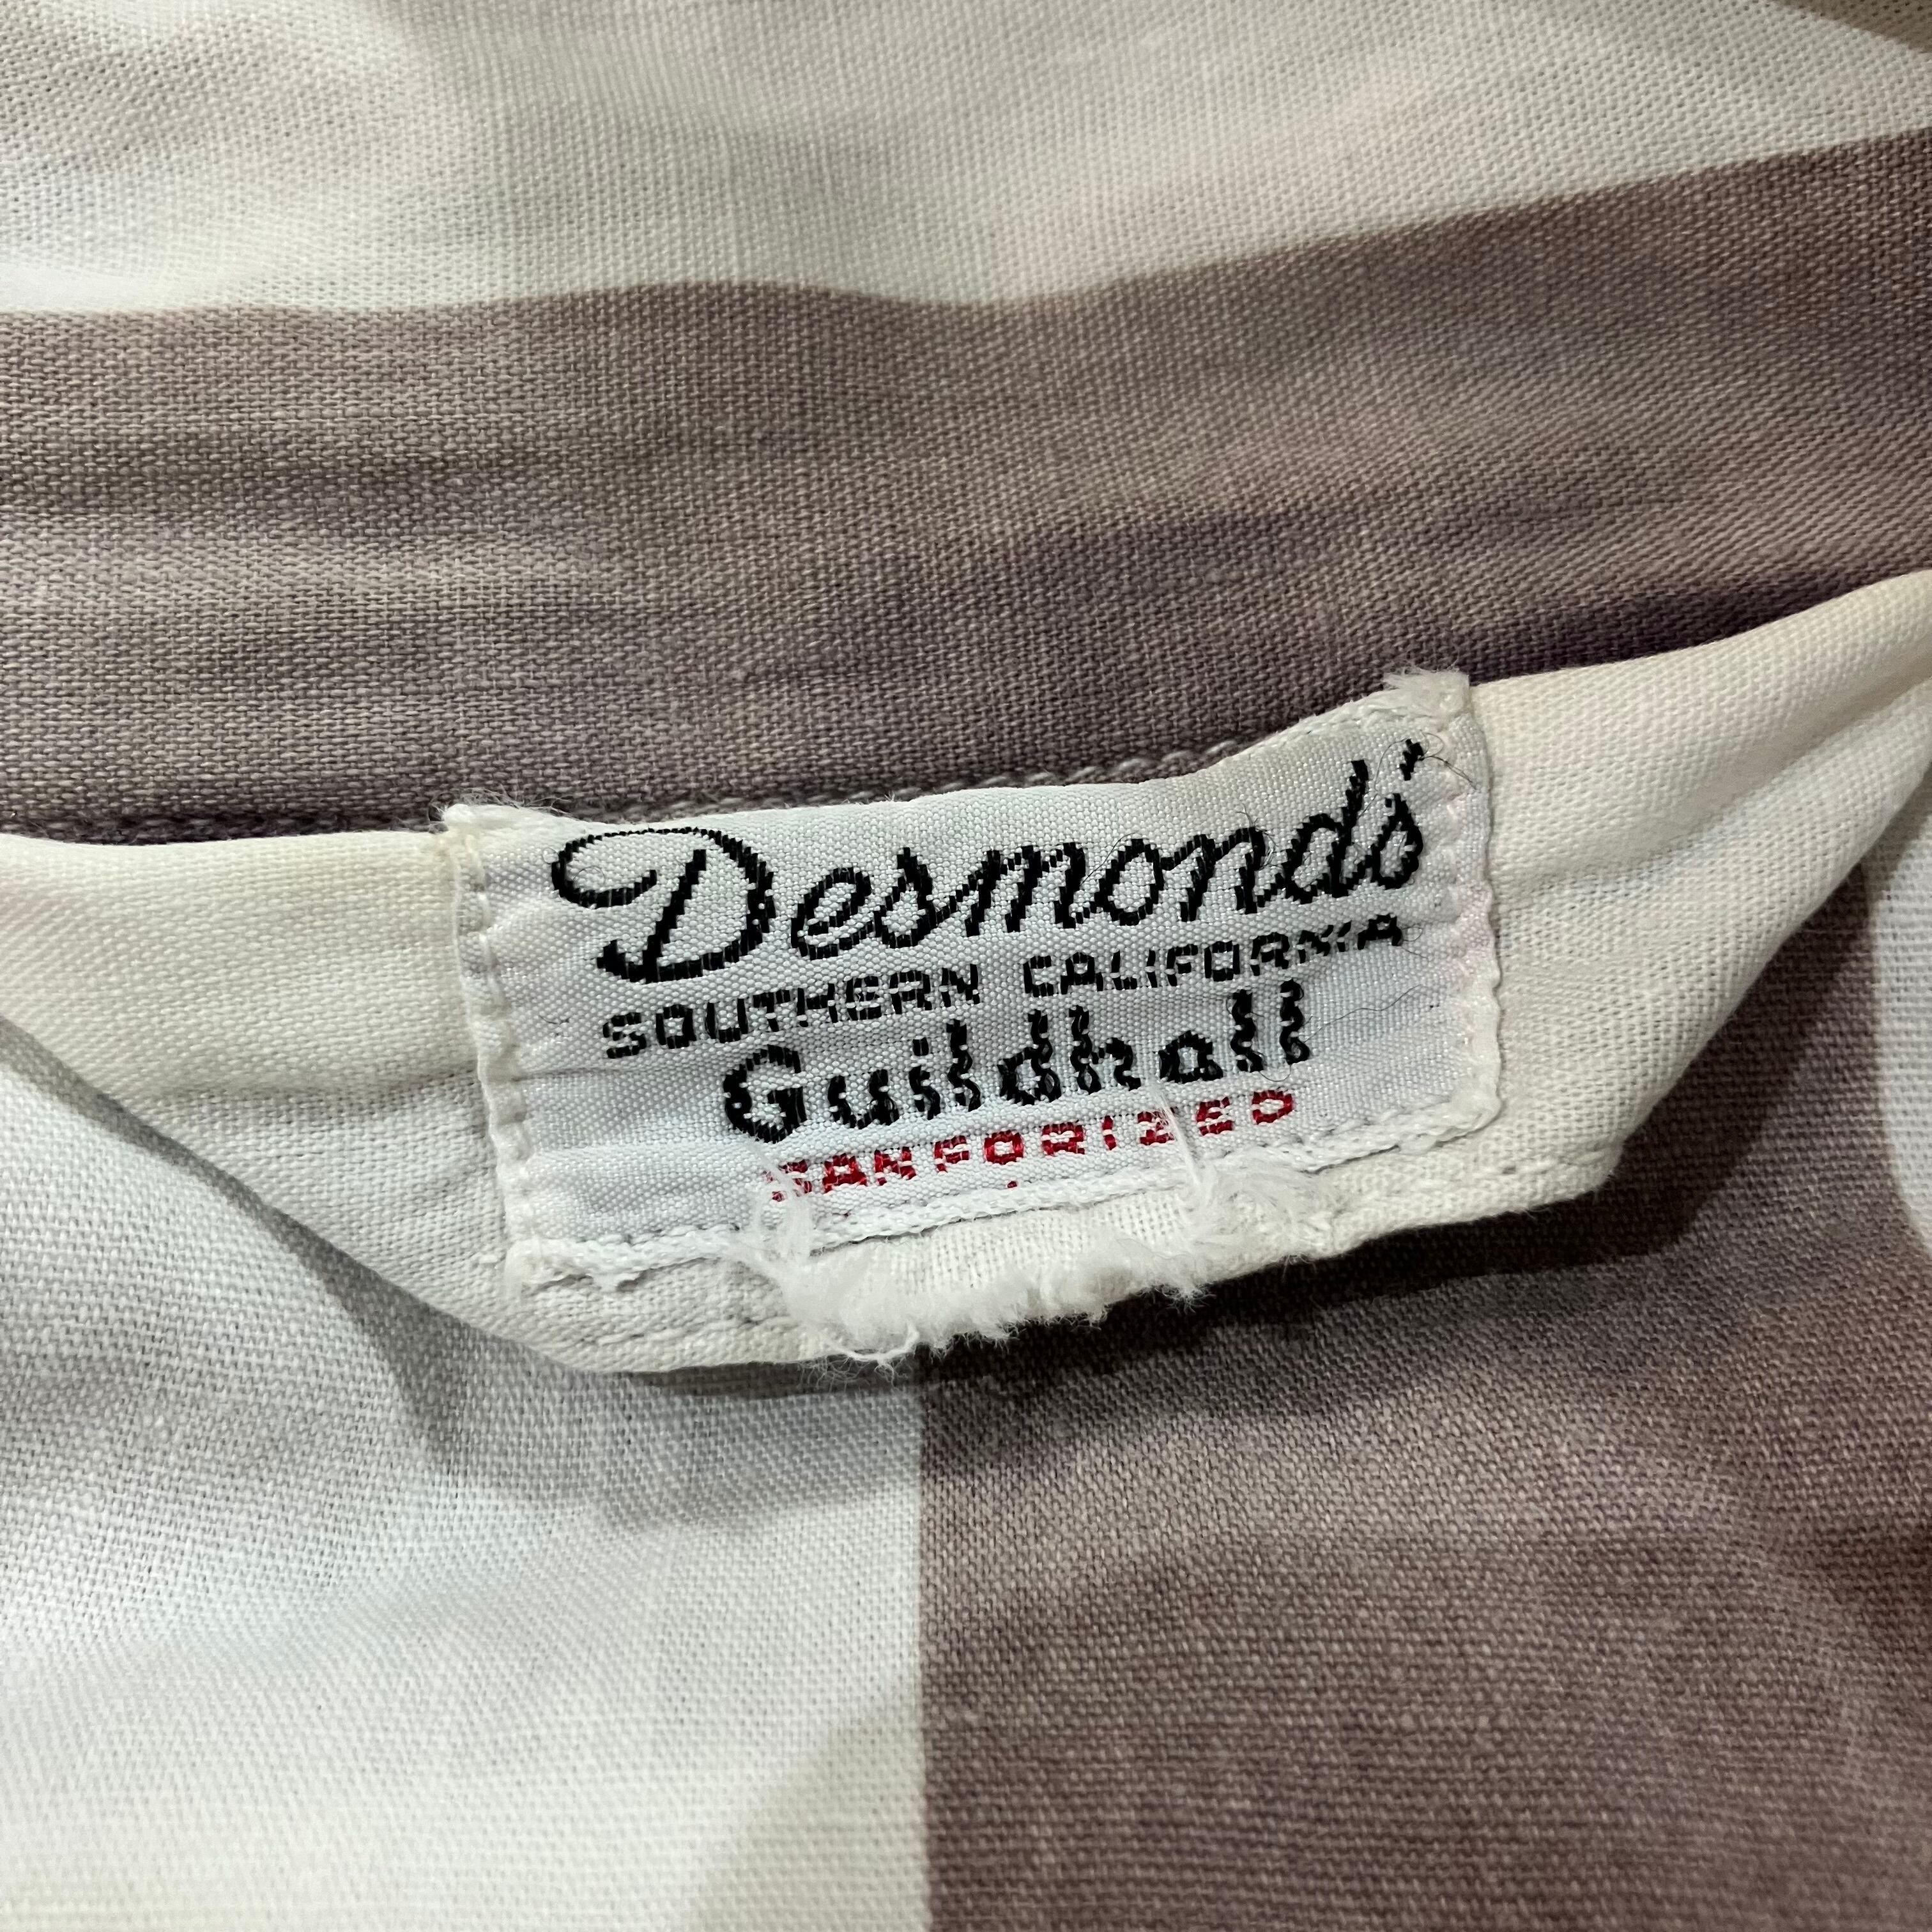 Desmond's
SOUTHERN CALIFORNIA
Guildhall
SANFORIZED